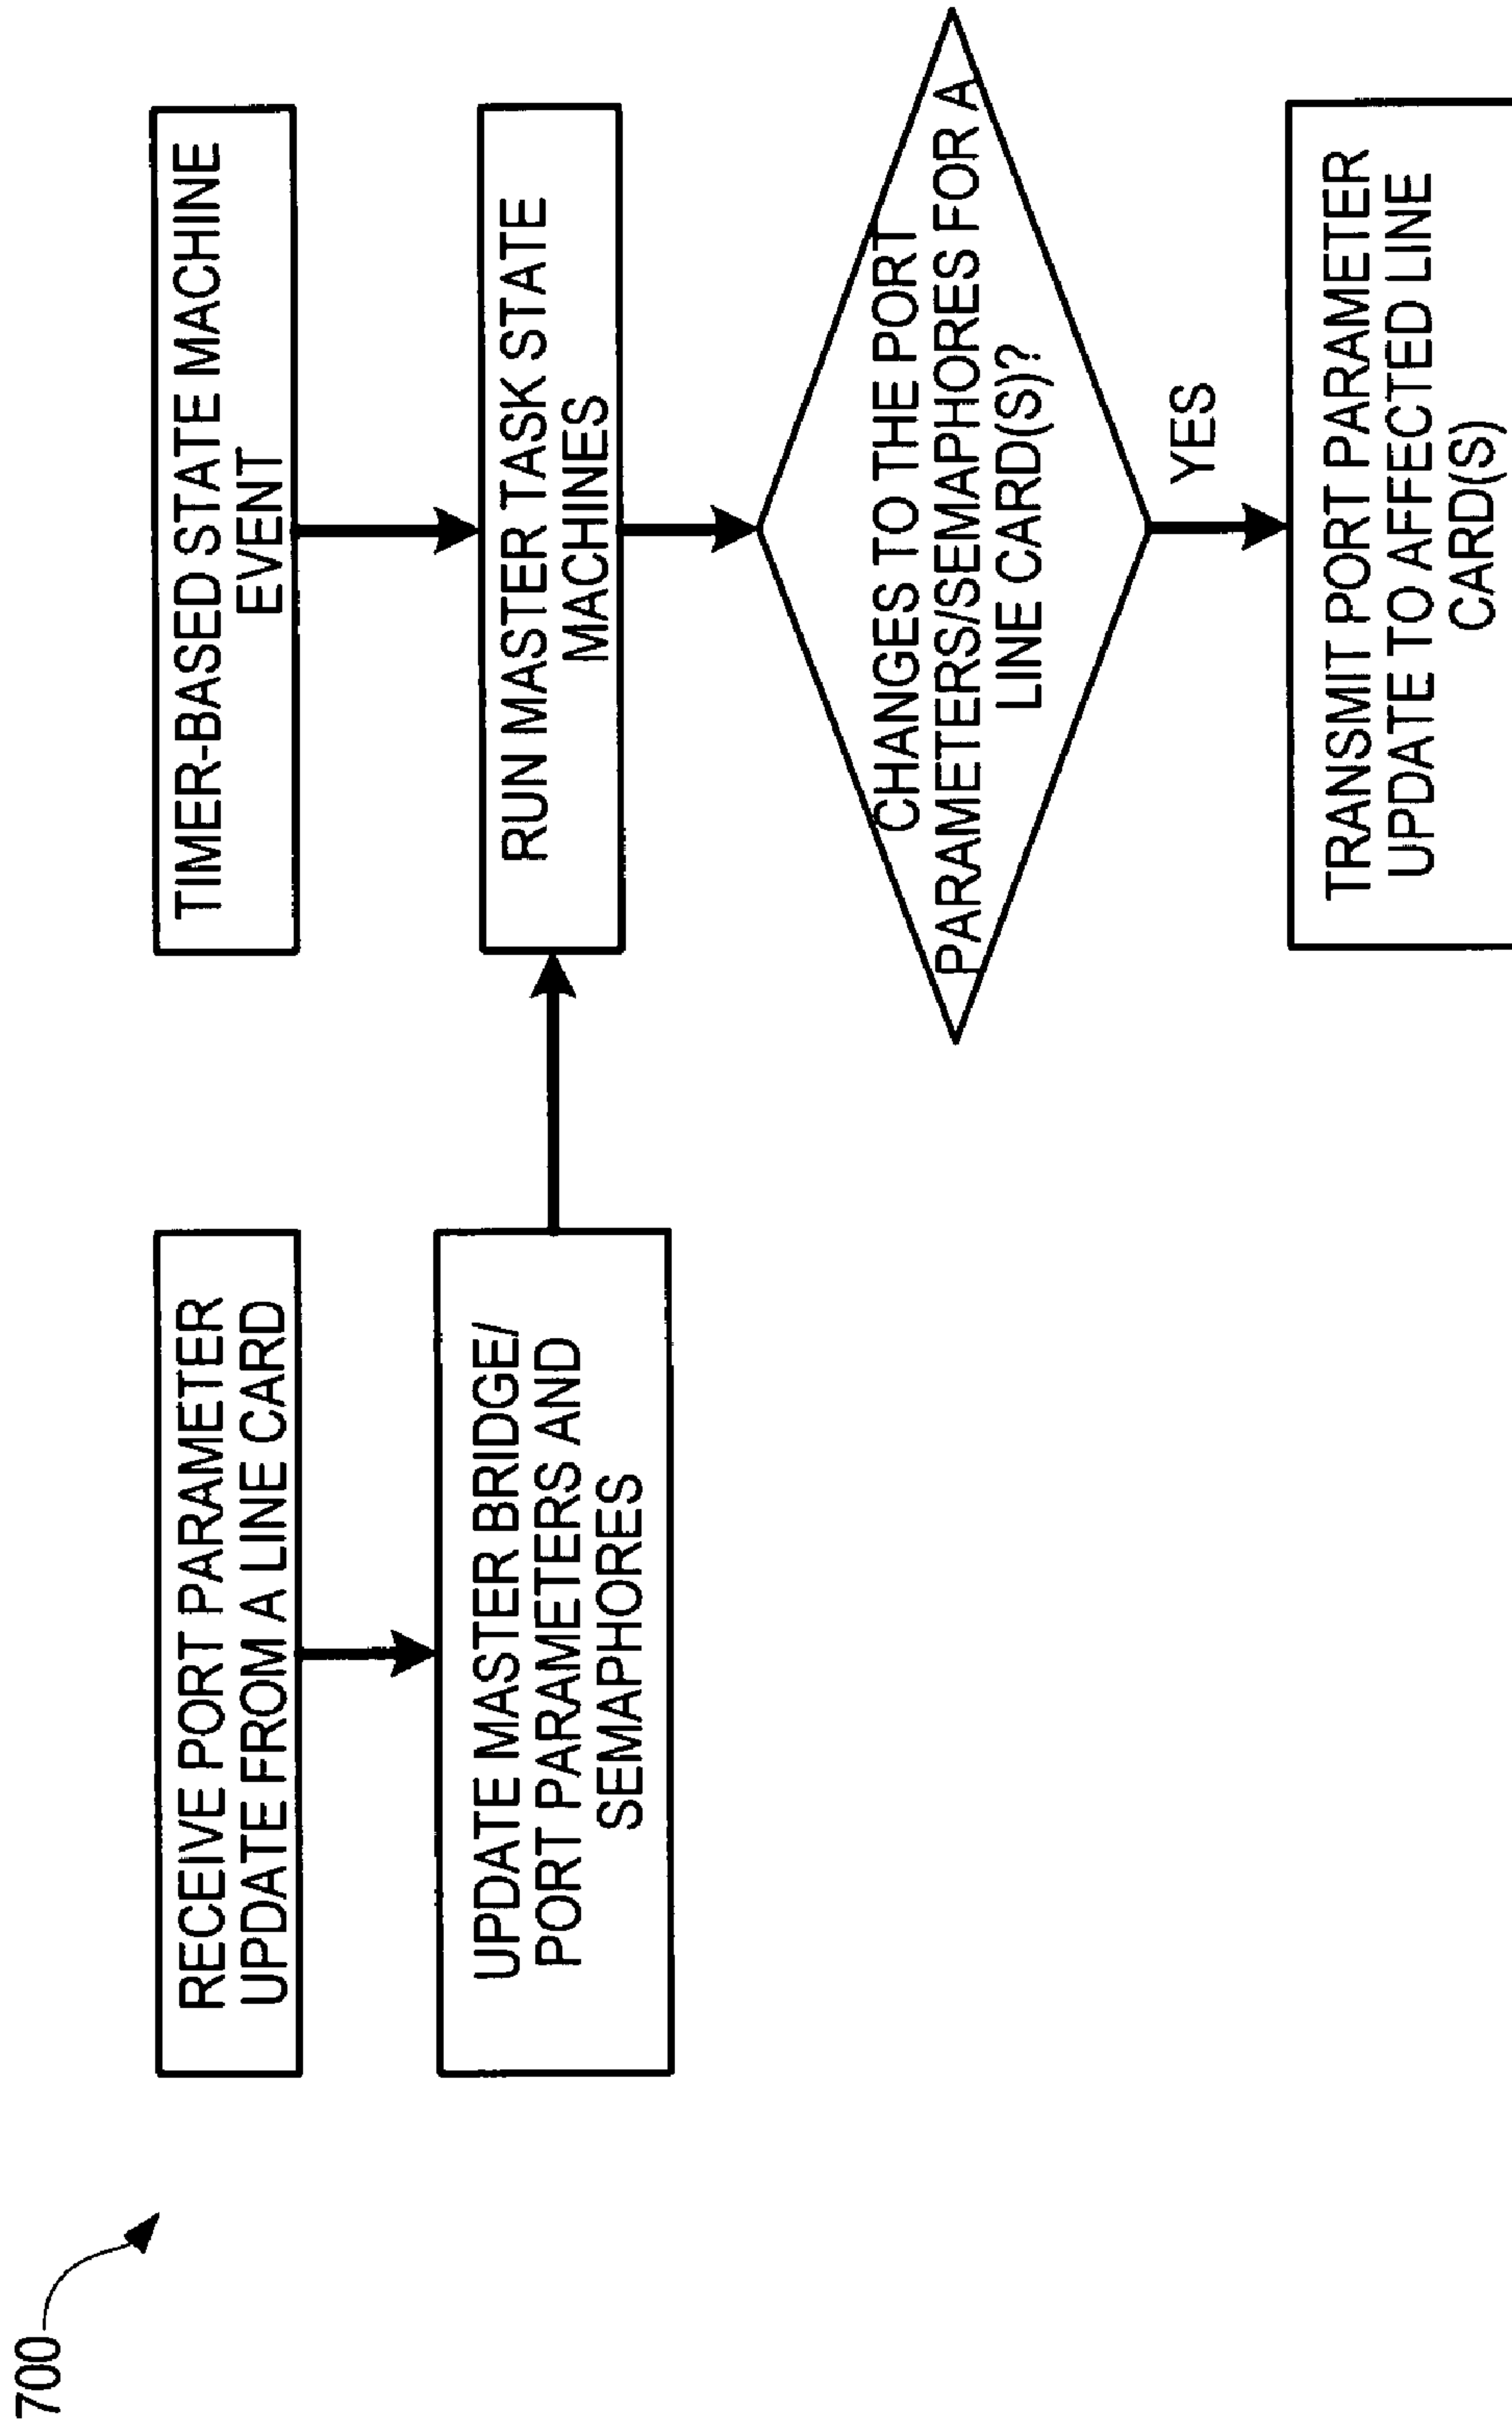 700
RECEIVE PORT PARAMETER
UPDATE FROM A LINE CARD
UPDATE MASTER BRIDGE/
PORT PARAMETERS AND
SEMAPHORES
TIMER-BASED STATE MACHINE
EVENT
RUN MASTER TASK STATE
MACHINES
CHANGES TO THE PORT
PARAMETERS/SEMAPHORES FOR A
LINE CARD(S)?
YES
TRANSMIT PORT PARAMETER
UPDATE TO AFFECTED LINE
CARD(S)